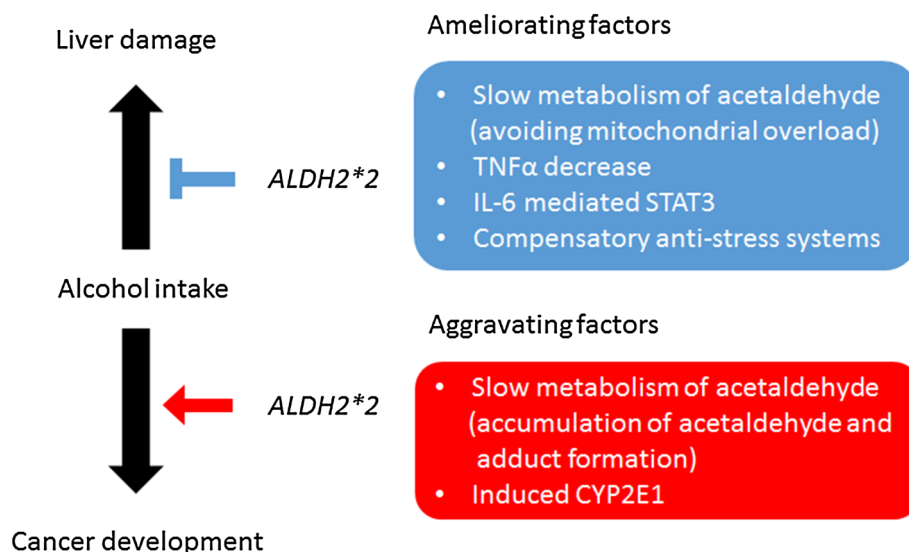 Liver damage
ALDH2*2
Alcohol intake
ALDH2*2
Cancer development
Ameliorating factors
• Slow metabolism of acetaldehyde
(avoiding mitochondrial overload)
• TNFα decrease
• IL-6 mediated STAT3
• Compensatory anti-stress systems
Aggravating factors
• Slow metabolism of acetaldehyde
(accumulation of acetaldehyde and
adduct formation)
• Induced CYP2E1